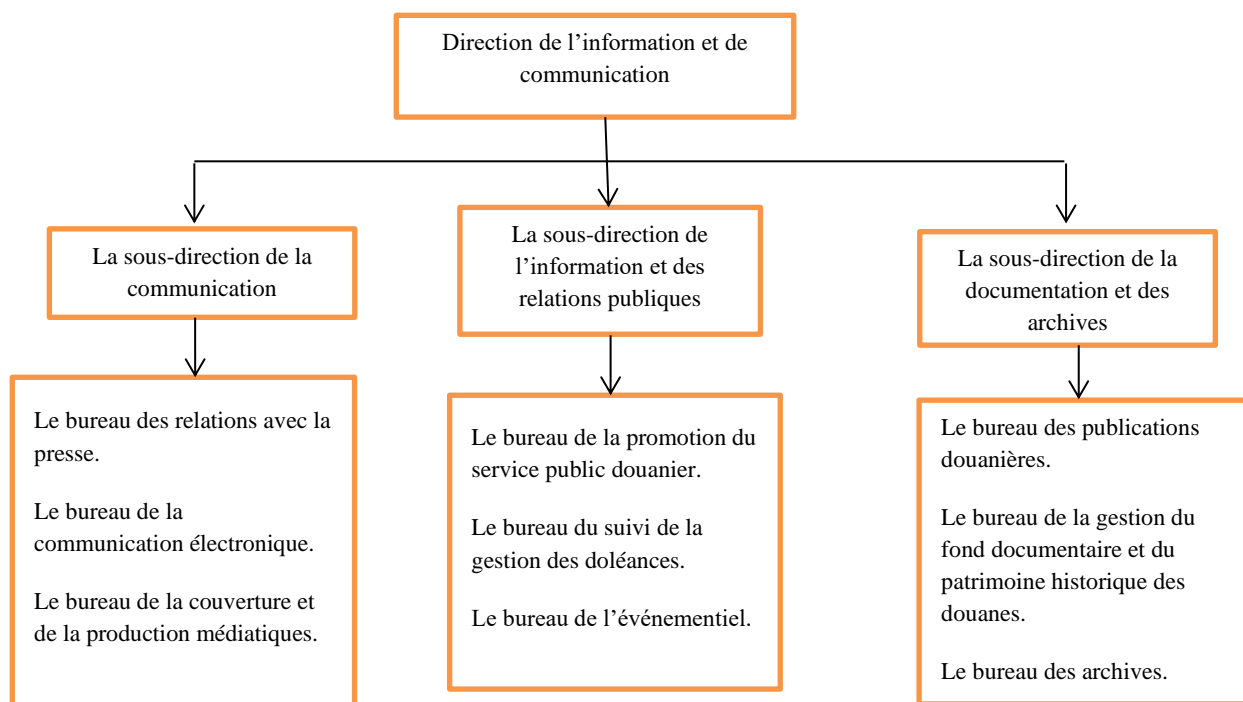 Direction de l’information et de
communication
La sous-direction de la
communication
La sous-direction de
l’information et des
relations publiques
La sous-direction de la
documentation et des
archives
Le bureau des relations avec la
presse.
Le bureau de la
communication électronique.
Le bureau de la couverture et
de la production médiatiques.
Le bureau de la promotion du
service public douanier.
Le bureau du suivi de la
gestion des doléances.
Le bureau de l’événementiel.
Le bureau des publications
douanières.
Le bureau de la gestion du
fond documentaire et du
patrimoine historique des
douanes.
Le bureau des archives.